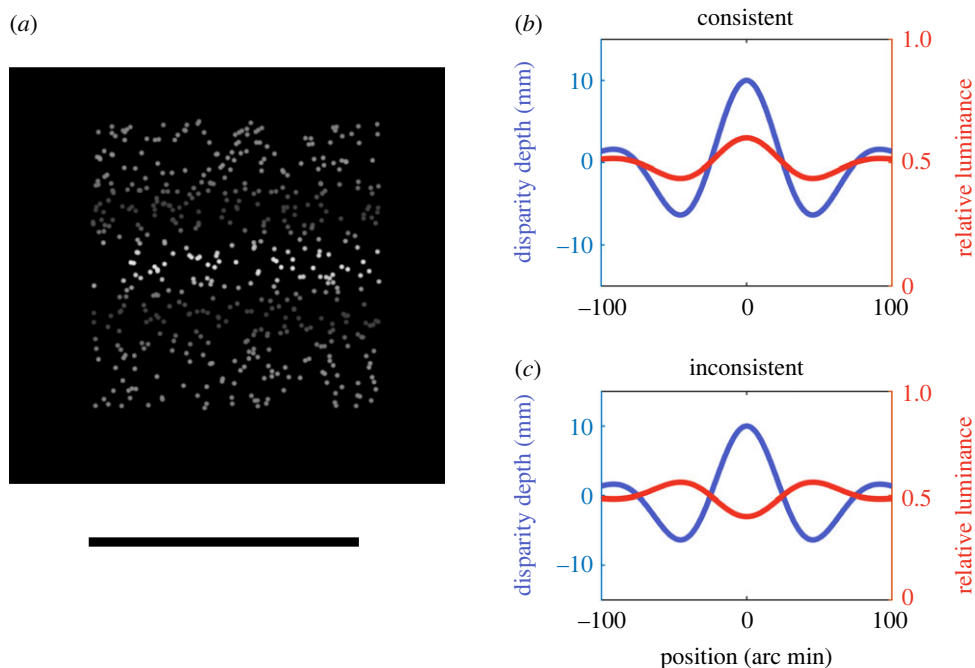 (a)
(b)
consistent
disparity depth (mm)
10
0
−10
1.0
0.5
0
relative luminance
−100
0
100
(c)
inconsistent
disparity depth (mm)
10
0
−10
1.0
0.5
0
relative luminance
−100
0
100
position (arc min)